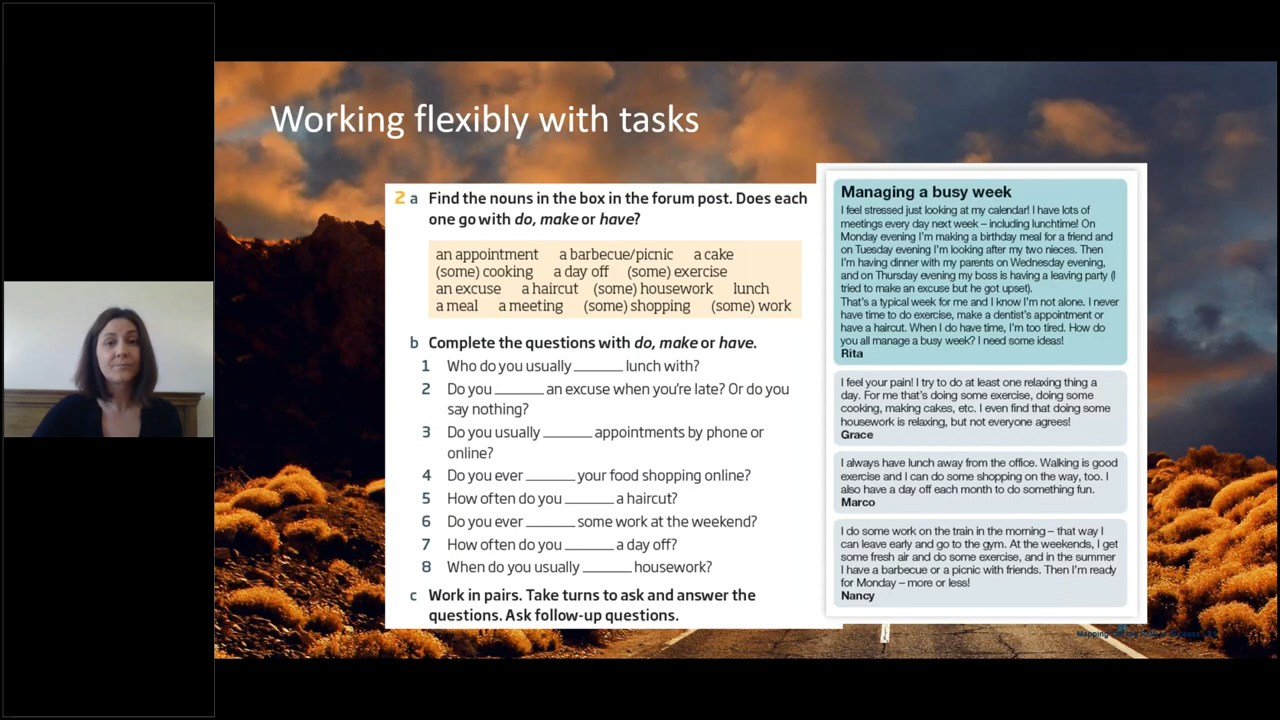 Working flexibly with tasks
2 a Find the nouns in the box in the forum post. Does each
one go with do, make or have?
an appointment a barbecue/picnic a cake
(some) cooking a day off (some) exercise
an excuse a haircut (some) housework lunch
a meal a meeting (some) shopping (some) work
b Complete the questions with do, make or have.
1 Who do you usually ______ lunch with?
2 Do you ______ an excuse when you're late? Or do you
say nothing?
3 Do you usually ______ appointments by phone or
online?
4 Do you ever ______ your food shopping online?
5 How often do you ______ a haircut?
6 Do you ever ______ some work at the weekend?
7 How often do you ______ a day off?
8 When do you usually ______ housework?
c Work in pairs. Take turns to ask and answer the
questions. Ask follow-up questions.
Managing a busy week
I feel stressed just looking at my calendar! I have lots of
meetings every day next week – including lunchtime! On
Monday evening I'm making a birthday meal for a friend and
on Tuesday evening I'm looking after my two nieces. Then
I'm having dinner with my parents on Wednesday evening,
and on Thursday evening my boss is having a leaving party (I
tried to make an excuse but he got upset).
That's a typical week for me and I know I'm not alone. I never
have time to do exercise, make a dentist's appointment or
have a haircut. When I do have time, I'm too tired. How do
you all manage a busy week? I need some ideas!
Rita
I feel your pain! I try to do at least one relaxing thing a
day. For me that's doing some exercise, doing some
cooking, making cakes, etc. I even find that doing some
housework is relaxing, but not everyone agrees!
Grace
I always have lunch away from the office. Walking is good
exercise and I can do some shopping on the way, too. I
also have a day off each month to do something fun.
Marco
I do some work on the train in the morning – that way I
can leave early and go to the gym. At the weekends, I get
some fresh air and do some exercise, and in the summer
I have a barbecue or a picnic with friends. Then I'm ready
for Monday – more or less!
Nancy
Mapping